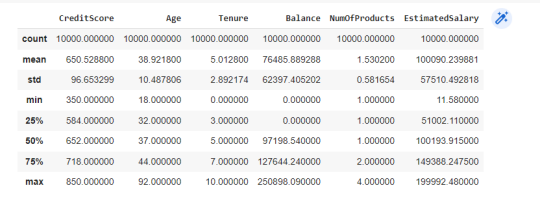 CreditScore Age Tenure Balance NumOfProducts EstimatedSalary
count 10000.000000 10000.000000 10000.000000 10000.000000 10000.000000 10000.000000
mean 650.528800 38.921800 5.012800 76485.889288 1.530200 100090.239881
std 96.653299 10.487806 2.892174 62397.405202 0.581654 57510.492818
min 350.000000 18.000000 0.000000 0.000000 1.000000 11.580000
25% 584.000000 32.000000 3.000000 0.000000 1.000000 51002.110000
50% 652.000000 37.000000 5.000000 97198.540000 1.000000 100193.915000
75% 718.000000 44.000000 7.000000 127644.240000 2.000000 149388.247500
max 850.000000 92.000000 10.000000 250898.090000 4.000000 199992.480000